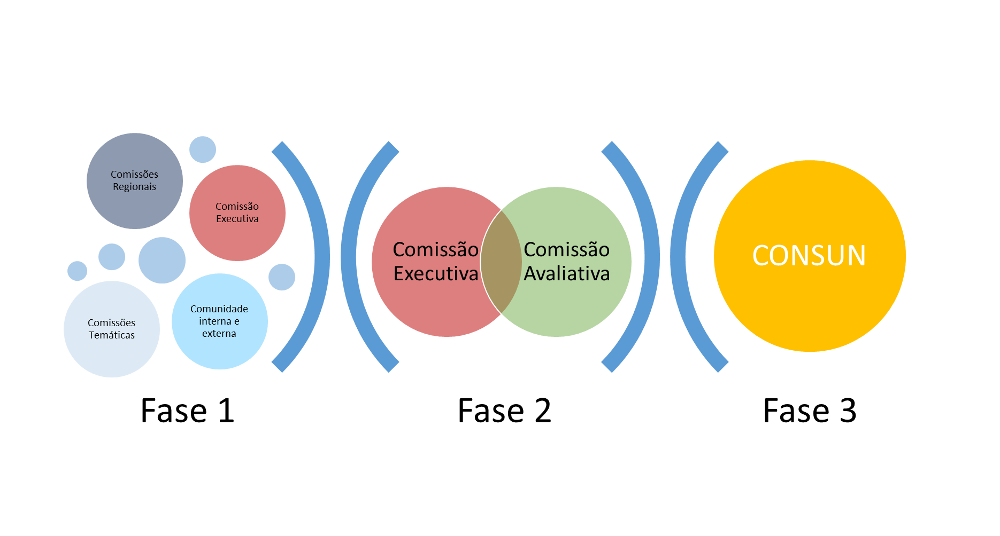 Comissões
Regionais
Comissão
Executiva
Comissões
Temáticas
Comunidade
interna e
externa
Fase 1
Comissão
Executiva
Comissão
Avaliativa
Fase 2
CONSUN
Fase 3